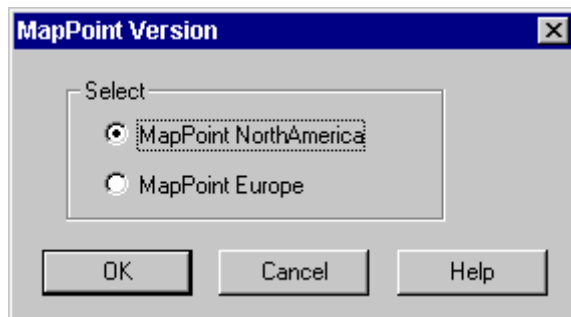 MapPoint Version
Select
MapPoint NorthAmerica
MapPoint Europe
OK Cancel Help